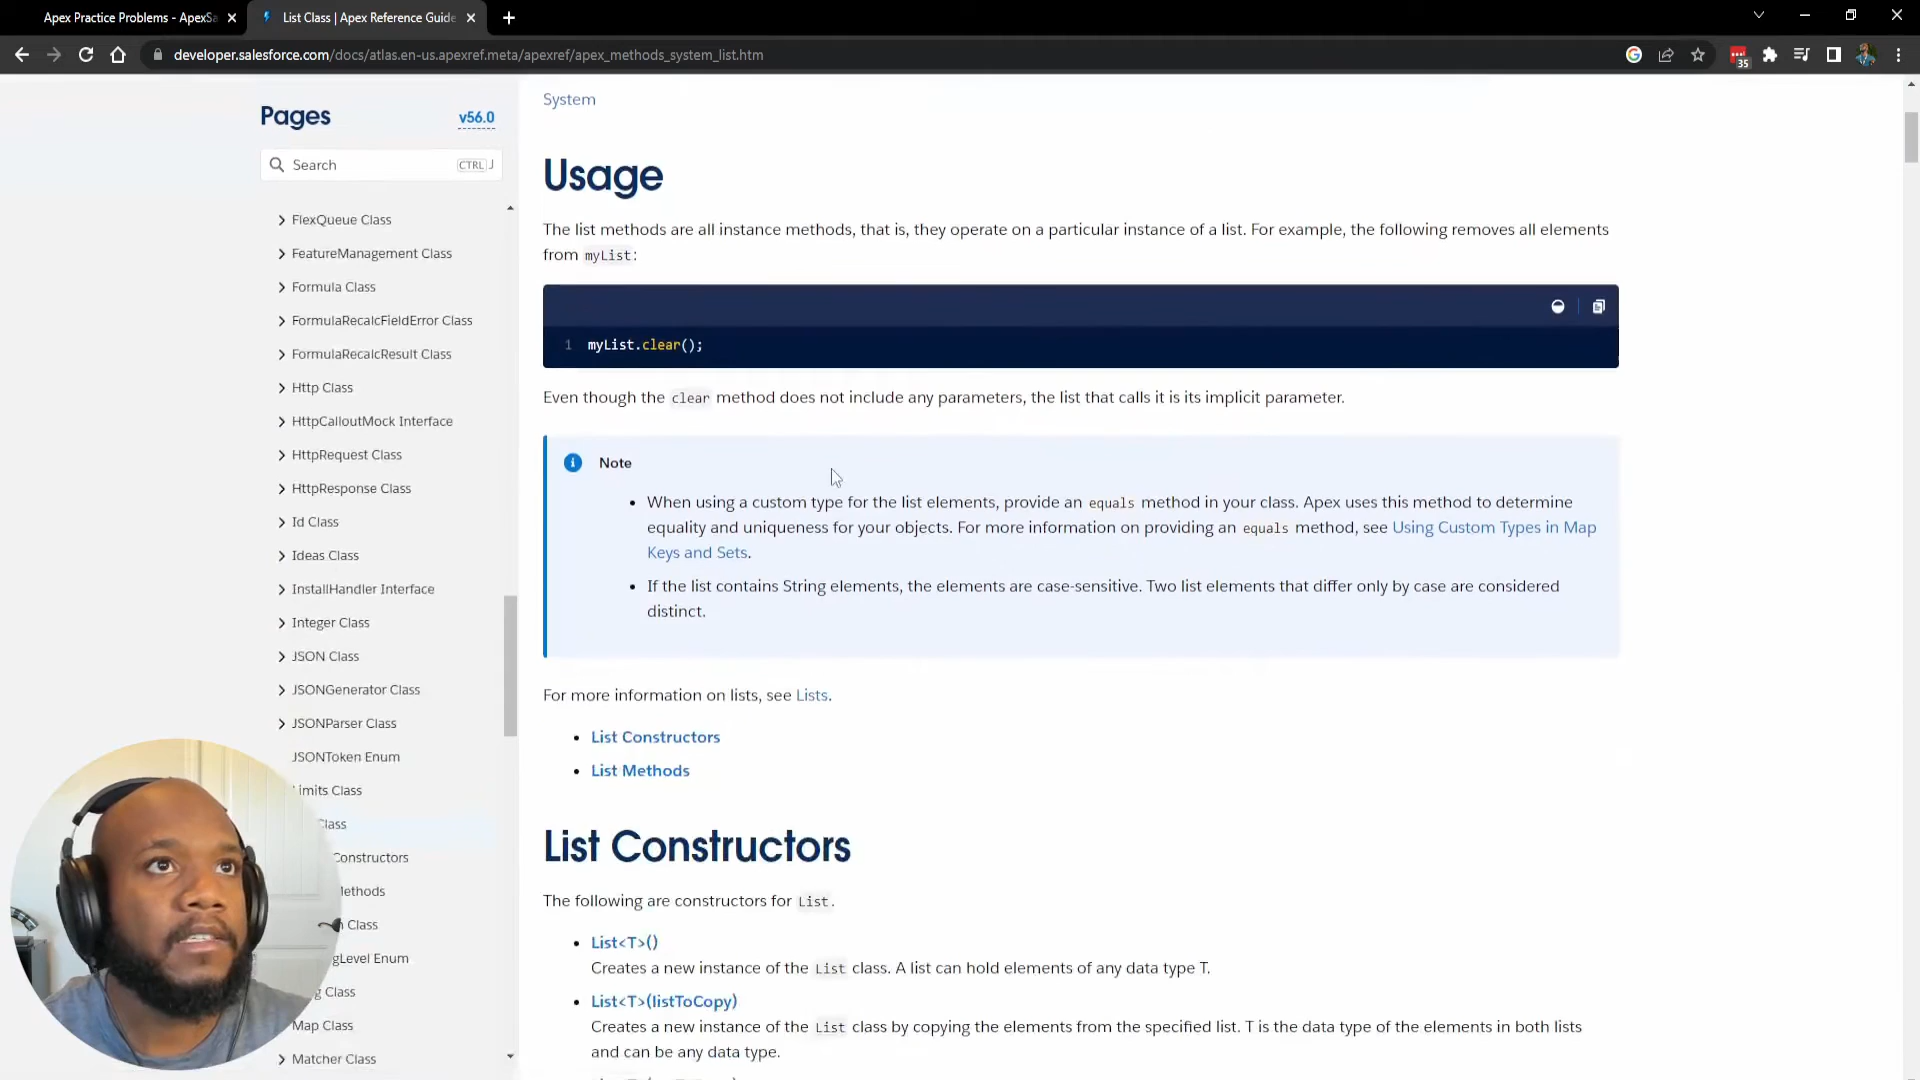 Apex Practice Problems - ApexSa
List Class | Apex Reference Guide
developer.salesforce.com/docs/atlas.en-us.apexref.meta/apexref/apex_methods_system_list.htm
35
Pages
v56.0
Search
CTRL J
FlexQueue Class
FeatureManagement Class
Formula Class
FormulaRecalcFieldError Class
FormulaRecalcResult Class
Http Class
HttpCalloutMock Interface
HttpRequest Class
HttpResponse Class
Id Class
Ideas Class
InstallHandler Interface
Integer Class
JSON Class
JSONGenerator Class
JSONParser Class
JSONToken Enum
Limits Class
Class
Constructors
Methods
Class
gLevel Enum
g Class
Map Class
Matcher Class
System
Usage
The list methods are all instance methods, that is, they operate on a particular instance of a list. For example, the following removes all elements
from myList:
1 myList.clear();
Even though the clear method does not include any parameters, the list that calls it is its implicit parameter.
Note
• When using a custom type for the list elements, provide an equals method in your class. Apex uses this method to determine
equality and uniqueness for your objects. For more information on providing an equals method, see Using Custom Types in Map
Keys and Sets.
• If the list contains String elements, the elements are case-sensitive. Two list elements that differ only by case are considered
distinct.
For more information on lists, see Lists.
• List Constructors
• List Methods
List Constructors
The following are constructors for List.
• List<T>()
Creates a new instance of the List class. A list can hold elements of any data type T.
• List<T>(listToCopy)
Creates a new instance of the List class by copying the elements from the specified list. T is the data type of the elements in both lists
and can be any data type.